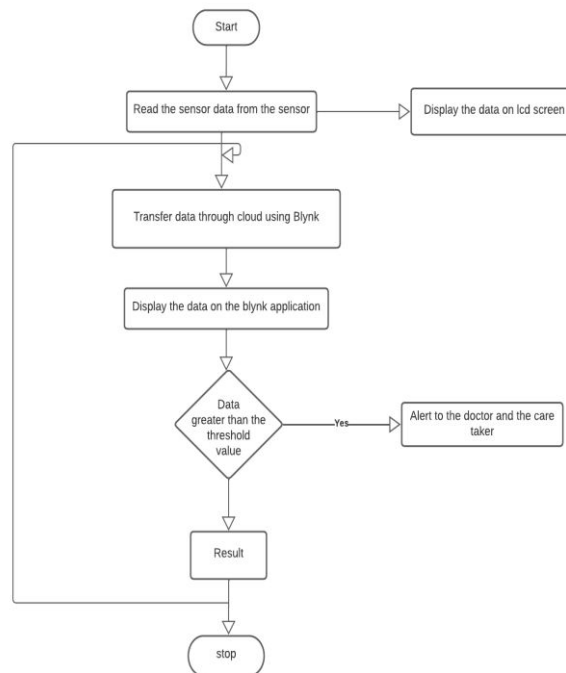 Start
Read the sensor data from the sensor
Display the data on lcd screen
Transfer data through cloud using Blynk
Display the data on the blynk application
Data
greater than the
threshold
value
Yes
Alert to the doctor and the care
taker
Result
stop